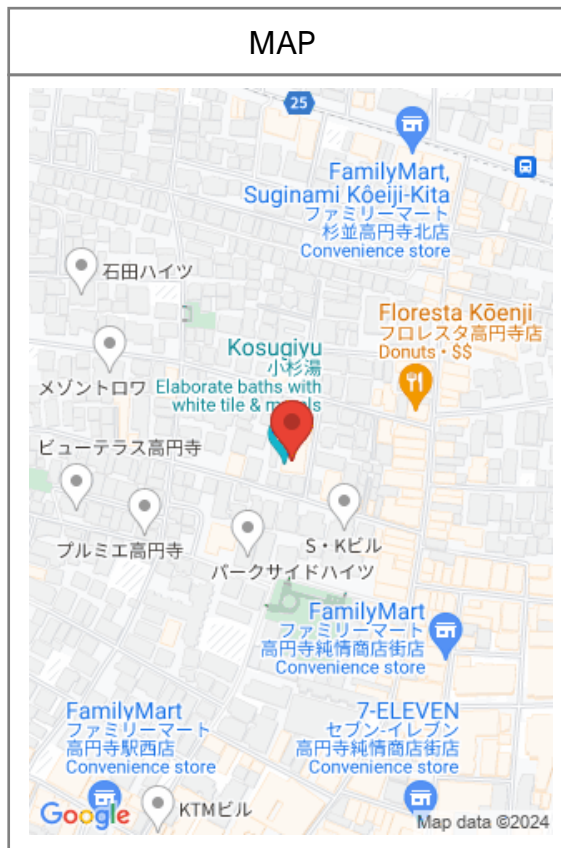 MAP
25
FamilyMart,
Suginami Kōeiji-Kita
ファミリーマート
杉並高円寺北店
Convenience store
石田ハイツ
Floresta Kōenji
フロレスタ高円寺店
Donuts • $$
Kosugiyu
小杉湯
Elaborate baths with
white tile &
メゾントロワ
ビューテラス高円寺
プルミエ高円寺
S・Kビル
パークサイドハイツ
FamilyMart
ファミリーマート
高円寺純情商店街店
Convenience store
FamilyMart
ファミリーマート
高円寺駅西店
Convenience store
7-ELEVEN
セブン-イレブン
高円寺純情商店街店
Convenience store
KTMビル
Google
Map data ©2024